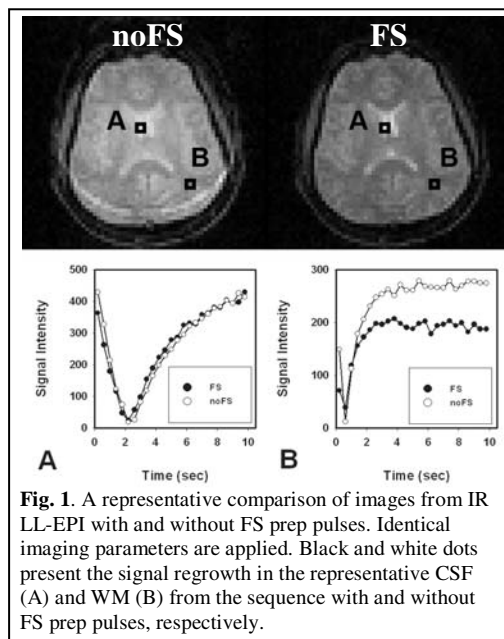 noFS
FS
A
B
A
B
500
400
300
200
100
0
Signal Intensity
FS
noFS
0 2 4 6 8 10
Time (sec)
A
300
200
100
0
Signal Intensity
FS
noFS
0 2 4 6 8 10
Time (sec)
B
Fig. 1. A representative comparison of images from IR
LL-EPI with and without FS prep pulses. Identical
imaging parameters are applied. Black and white dots
present the signal regrowth in the representative CSF
(A) and WM (B) from the sequence with and without
FS prep pulses, respectively.